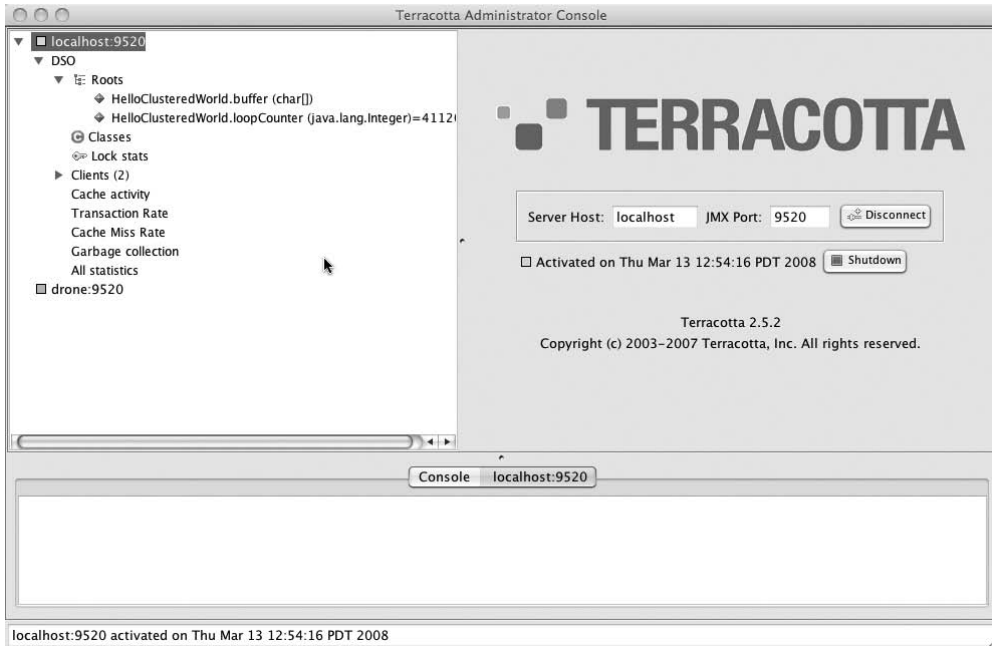 Terracotta Administrator Console
localhost:9520
DSO
Roots
HelloClusteredWorld.buffer (char[])
HelloClusteredWorld.loopCounter (java.lang.Integer)=4112
Classes
Lock stats
Clients (2)
Cache activity
Transaction Rate
Cache Miss Rate
Garbage collection
All statistics
drone:9520
TERRACOTTA
Server Host: localhost JMX Port: 9520 Disconnect
Activated on Thu Mar 13 12:54:16 PDT 2008 Shutdown
Terracotta 2.5.2
Copyright (c) 2003–2007 Terracotta, Inc. All rights reserved.
Console localhost:9520
localhost:9520 activated on Thu Mar 13 12:54:16 PDT 2008